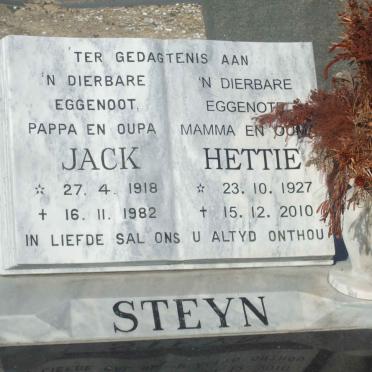 'TER GEDAGTENIS AAN
'N DIERBARE
EGGENOOT,
PAPPA EN OUPA
JACK
☆ 27. 4. 1918
✝ 16. 11. 1982
'N DIERBARE
EGGENOTE
MAMMA EN OUMA
HETTIE
☆ 23. 10. 1927
✝ 15. 12. 2010
IN LIEFDE SAL ONS U ALTYD ONTHOU
STEYN